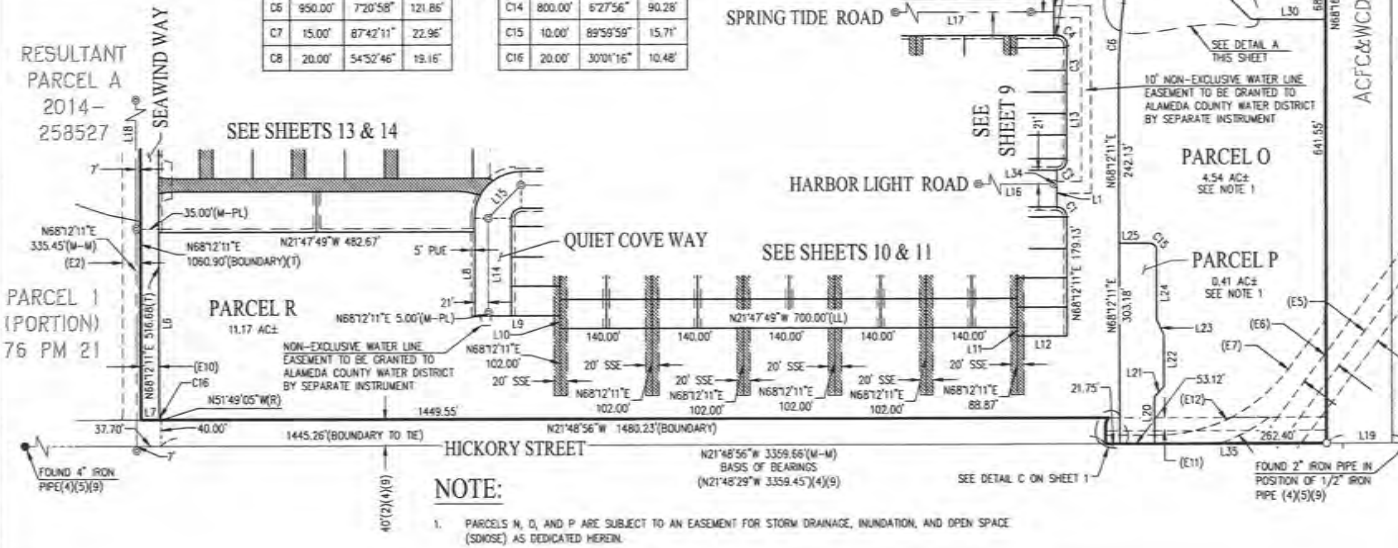 C6 950.00' 7°20'58" 121.86'
C7 15.00' 87°42'11" 22.96'
C8 20.00' 54°52'46" 19.16'
C14 800.00' 6°27'56" 90.28'
C15 10.00' 89°59'59" 15.71'
C16 20.00' 30°01'16" 10.48'
SPRING TIDE ROAD
L17
C6
L30
SEE DETAIL A
THIS SHEET
ACFC&WCD
RESULTANT
PARCEL A
2014-
258527
SEAWIND WAY
L18
SEE SHEETS 13 & 14
SEE
SHEET 9
21'
L13
10' NON-EXCLUSIVE WATER LINE
EASEMENT TO BE GRANTED TO
ALAMEDA COUNTY WATER DISTRICT
BY SEPARATE INSTRUMENT
641.55'
N68°12'11"E
242.13'
PARCEL O
4.54 AC±
SEE NOTE 1
HARBOR LIGHT ROAD
L34
L16
L1
35.00'(M-PL)
L15
N68°12'11"E
335.45'(M-M)
(E2)
N68°12'11"E
1060.90'(BOUNDARY)(T)
N21°47'49"W 482.67'
5' PUE
QUIET COVE WAY
SEE SHEETS 10 & 11
N68°12'11"E 179.13'
L25
C15
PARCEL P
0.41 AC±
SEE NOTE 1
PARCEL 1
(PORTION)
76 PM 21
PARCEL R
11.17 AC±
L8
L14
21'
N68°12'11"E 5.00'(M-PL)
L9
N21°47'49"W 700.00'(LL)
N68°12'11"E
303.18'
L24
L23
L22
(E5)
(E6)
(E7)
N68°12'11"E 516.68'(T)
NON-EXCLUSIVE WATER LINE
EASEMENT TO BE GRANTED TO
ALAMEDA COUNTY WATER DISTRICT
BY SEPARATE INSTRUMENT
L10
140.00' 140.00' 140.00' 140.00' 140.00'
L11
L12
N68°12'11"E
102.00'
20' SSE 20' SSE 20' SSE 20' SSE 20' SSE 20' SSE
(E10)
C16
N51°49'05"W(R)
N68°12'11"E
102.00'
N68°12'11"E
102.00'
N68°12'11"E
102.00'
N68°12'11"E
102.00'
N68°12'11"E
88.87'
21.75'
L21
L20
53.12'
(E12)
L7
1449.55'
37.70'
40.00'
1445.26'(BOUNDARY TO TIE)
N21°48'56"W 1480.23'(BOUNDARY)
HICKORY STREET
N21°48'56"W 3359.66'(M-M)
BASIS OF BEARINGS
(N21°48'29"W 3359.45')(4)(9)
SEE DETAIL C ON SHEET 1
(E11)
L35
262.40'
L19
FOUND 4" IRON
PIPE(4)(5)(9)
40'(2)(4)(9)
FOUND 2" IRON PIPE IN
POSITION OF 1/2" IRON
PIPE (4)(5)(9)
NOTE:
1. PARCELS N, O, AND P ARE SUBJECT TO AN EASEMENT FOR STORM DRAINAGE, INUNDATION, AND OPEN SPACE
(SDIOSE) AS DEDICATED HEREIN.